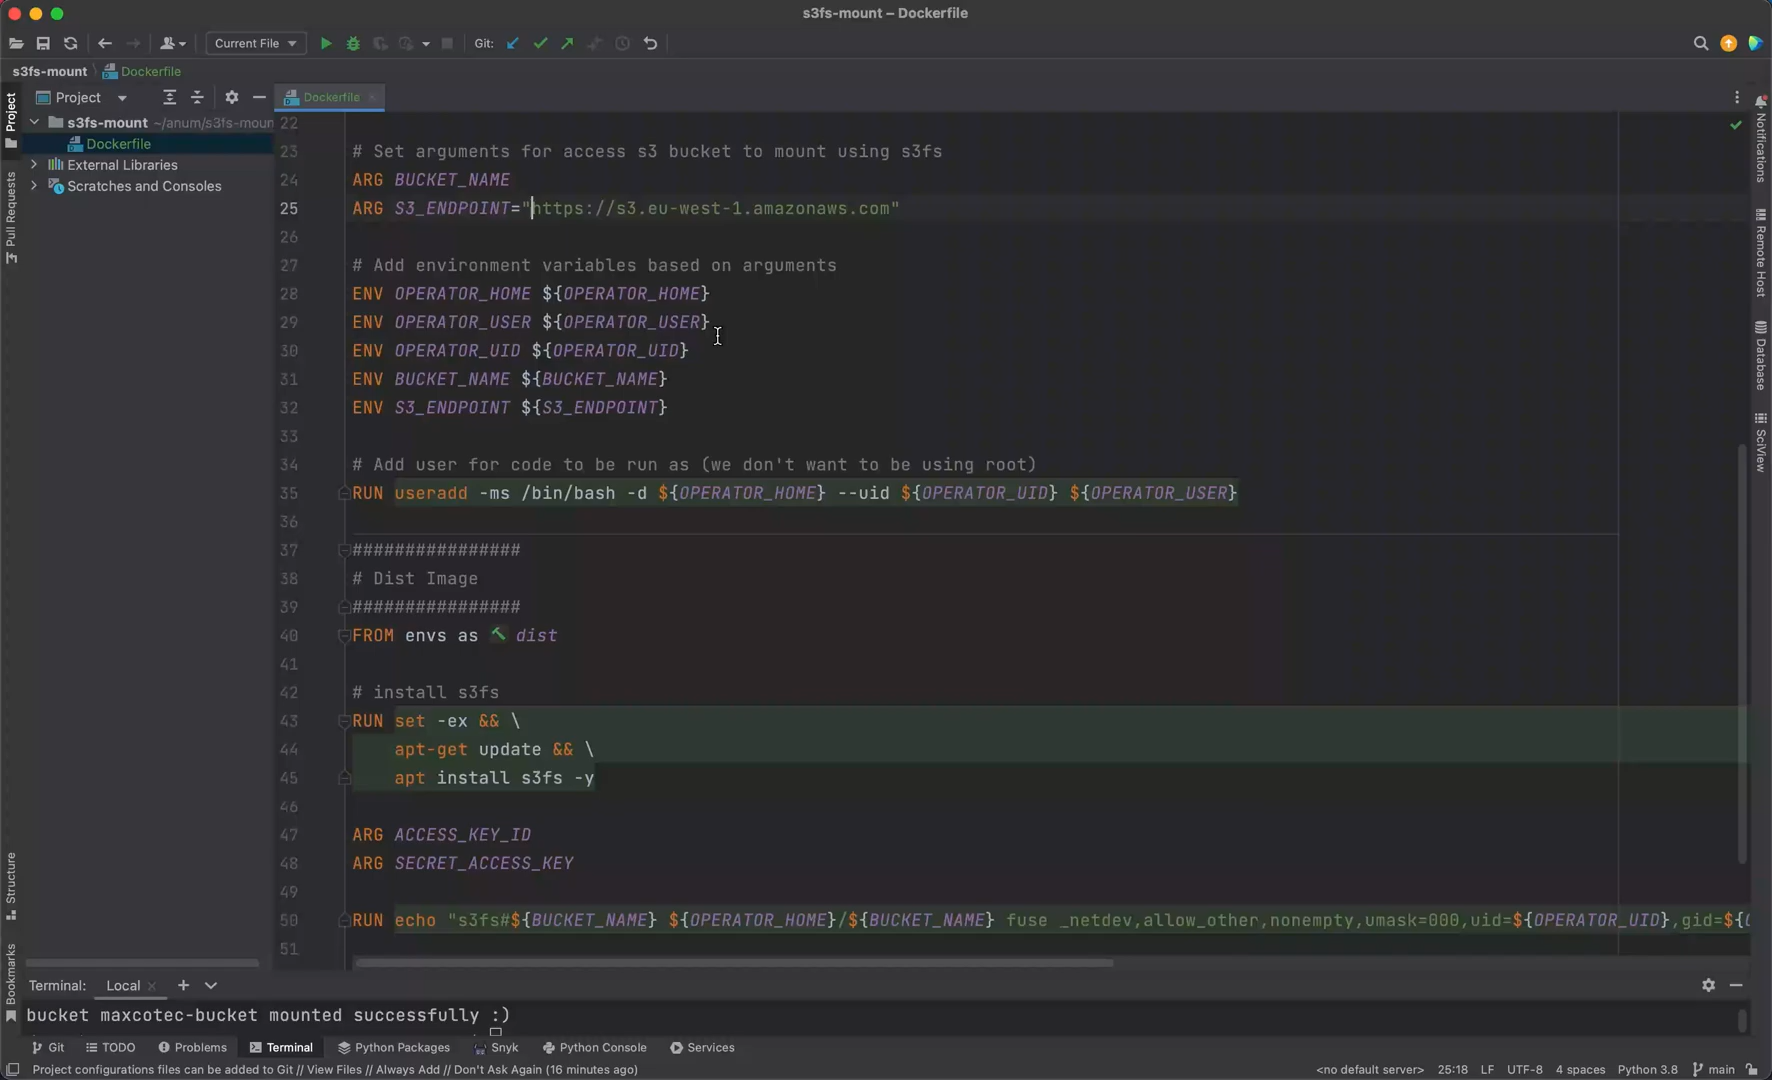 s3fs-mount – Dockerfile
Current File
Git:
s3fs-mount
Dockerfile
Project
Dockerfile
s3fs-mount ~/anum/s3fs-moun
Dockerfile
External Libraries
Scratches and Consoles
Project
Pull Requests
Structure
Bookmarks
22
23 # Set arguments for access s3 bucket to mount using s3fs
24 ARG BUCKET_NAME
25 ARG S3_ENDPOINT="https://s3.eu-west-1.amazonaws.com"
26
27 # Add environment variables based on arguments
28 ENV OPERATOR_HOME ${OPERATOR_HOME}
29 ENV OPERATOR_USER ${OPERATOR_USER}
30 ENV OPERATOR_UID ${OPERATOR_UID}
31 ENV BUCKET_NAME ${BUCKET_NAME}
32 ENV S3_ENDPOINT ${S3_ENDPOINT}
33
34 # Add user for code to be run as (we don't want to be using root)
35 RUN useradd -ms /bin/bash -d ${OPERATOR_HOME} --uid ${OPERATOR_UID} ${OPERATOR_USER}
36
37 ################
38 # Dist Image
39 ################
40 FROM envs as dist
41
42 # install s3fs
43 RUN set -ex && \
44 apt-get update && \
45 apt install s3fs -y
46
47 ARG ACCESS_KEY_ID
48 ARG SECRET_ACCESS_KEY
49
50 RUN echo "s3fs#${BUCKET_NAME} ${OPERATOR_HOME}/${BUCKET_NAME} fuse _netdev,allow_other,nonempty,umask=000,uid=${OPERATOR_UID},gid=${
51
Notifications
Remote Host
Database
SciView
Terminal: Local
bucket maxcotec-bucket mounted successfully :)
Git TODO Problems Terminal Python Packages Snyk Python Console Services
Project configurations files can be added to Git // View Files // Always Add // Don't Ask Again (16 minutes ago) <no default server> 25:18 LF UTF-8 4 spaces Python 3.8 main